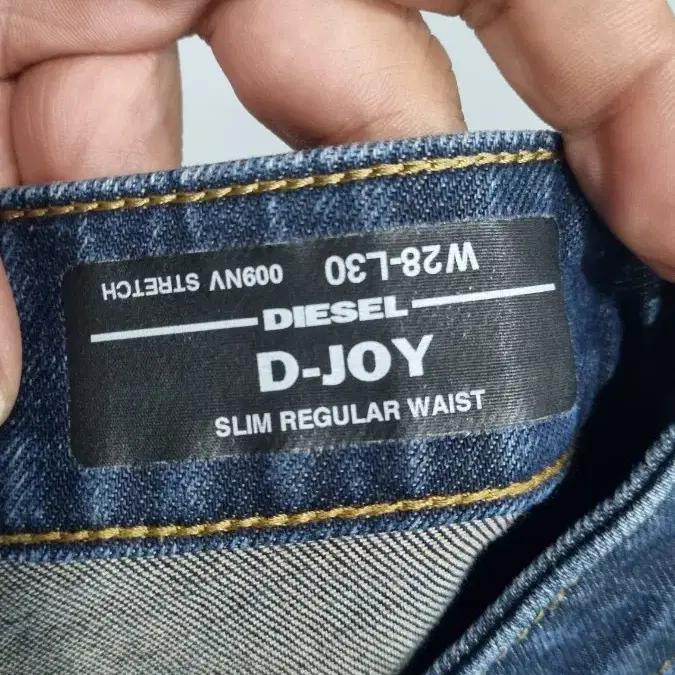 W28-L30 009NV STRETCH
DIESEL
D-JOY
SLIM REGULAR WAIST